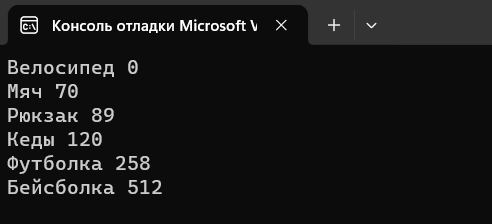 Консоль отладки Microsoft V
Велосипед 0
Мяч 70
Рюкзак 89
Кеды 120
Футболка 258
Бейсболка 512